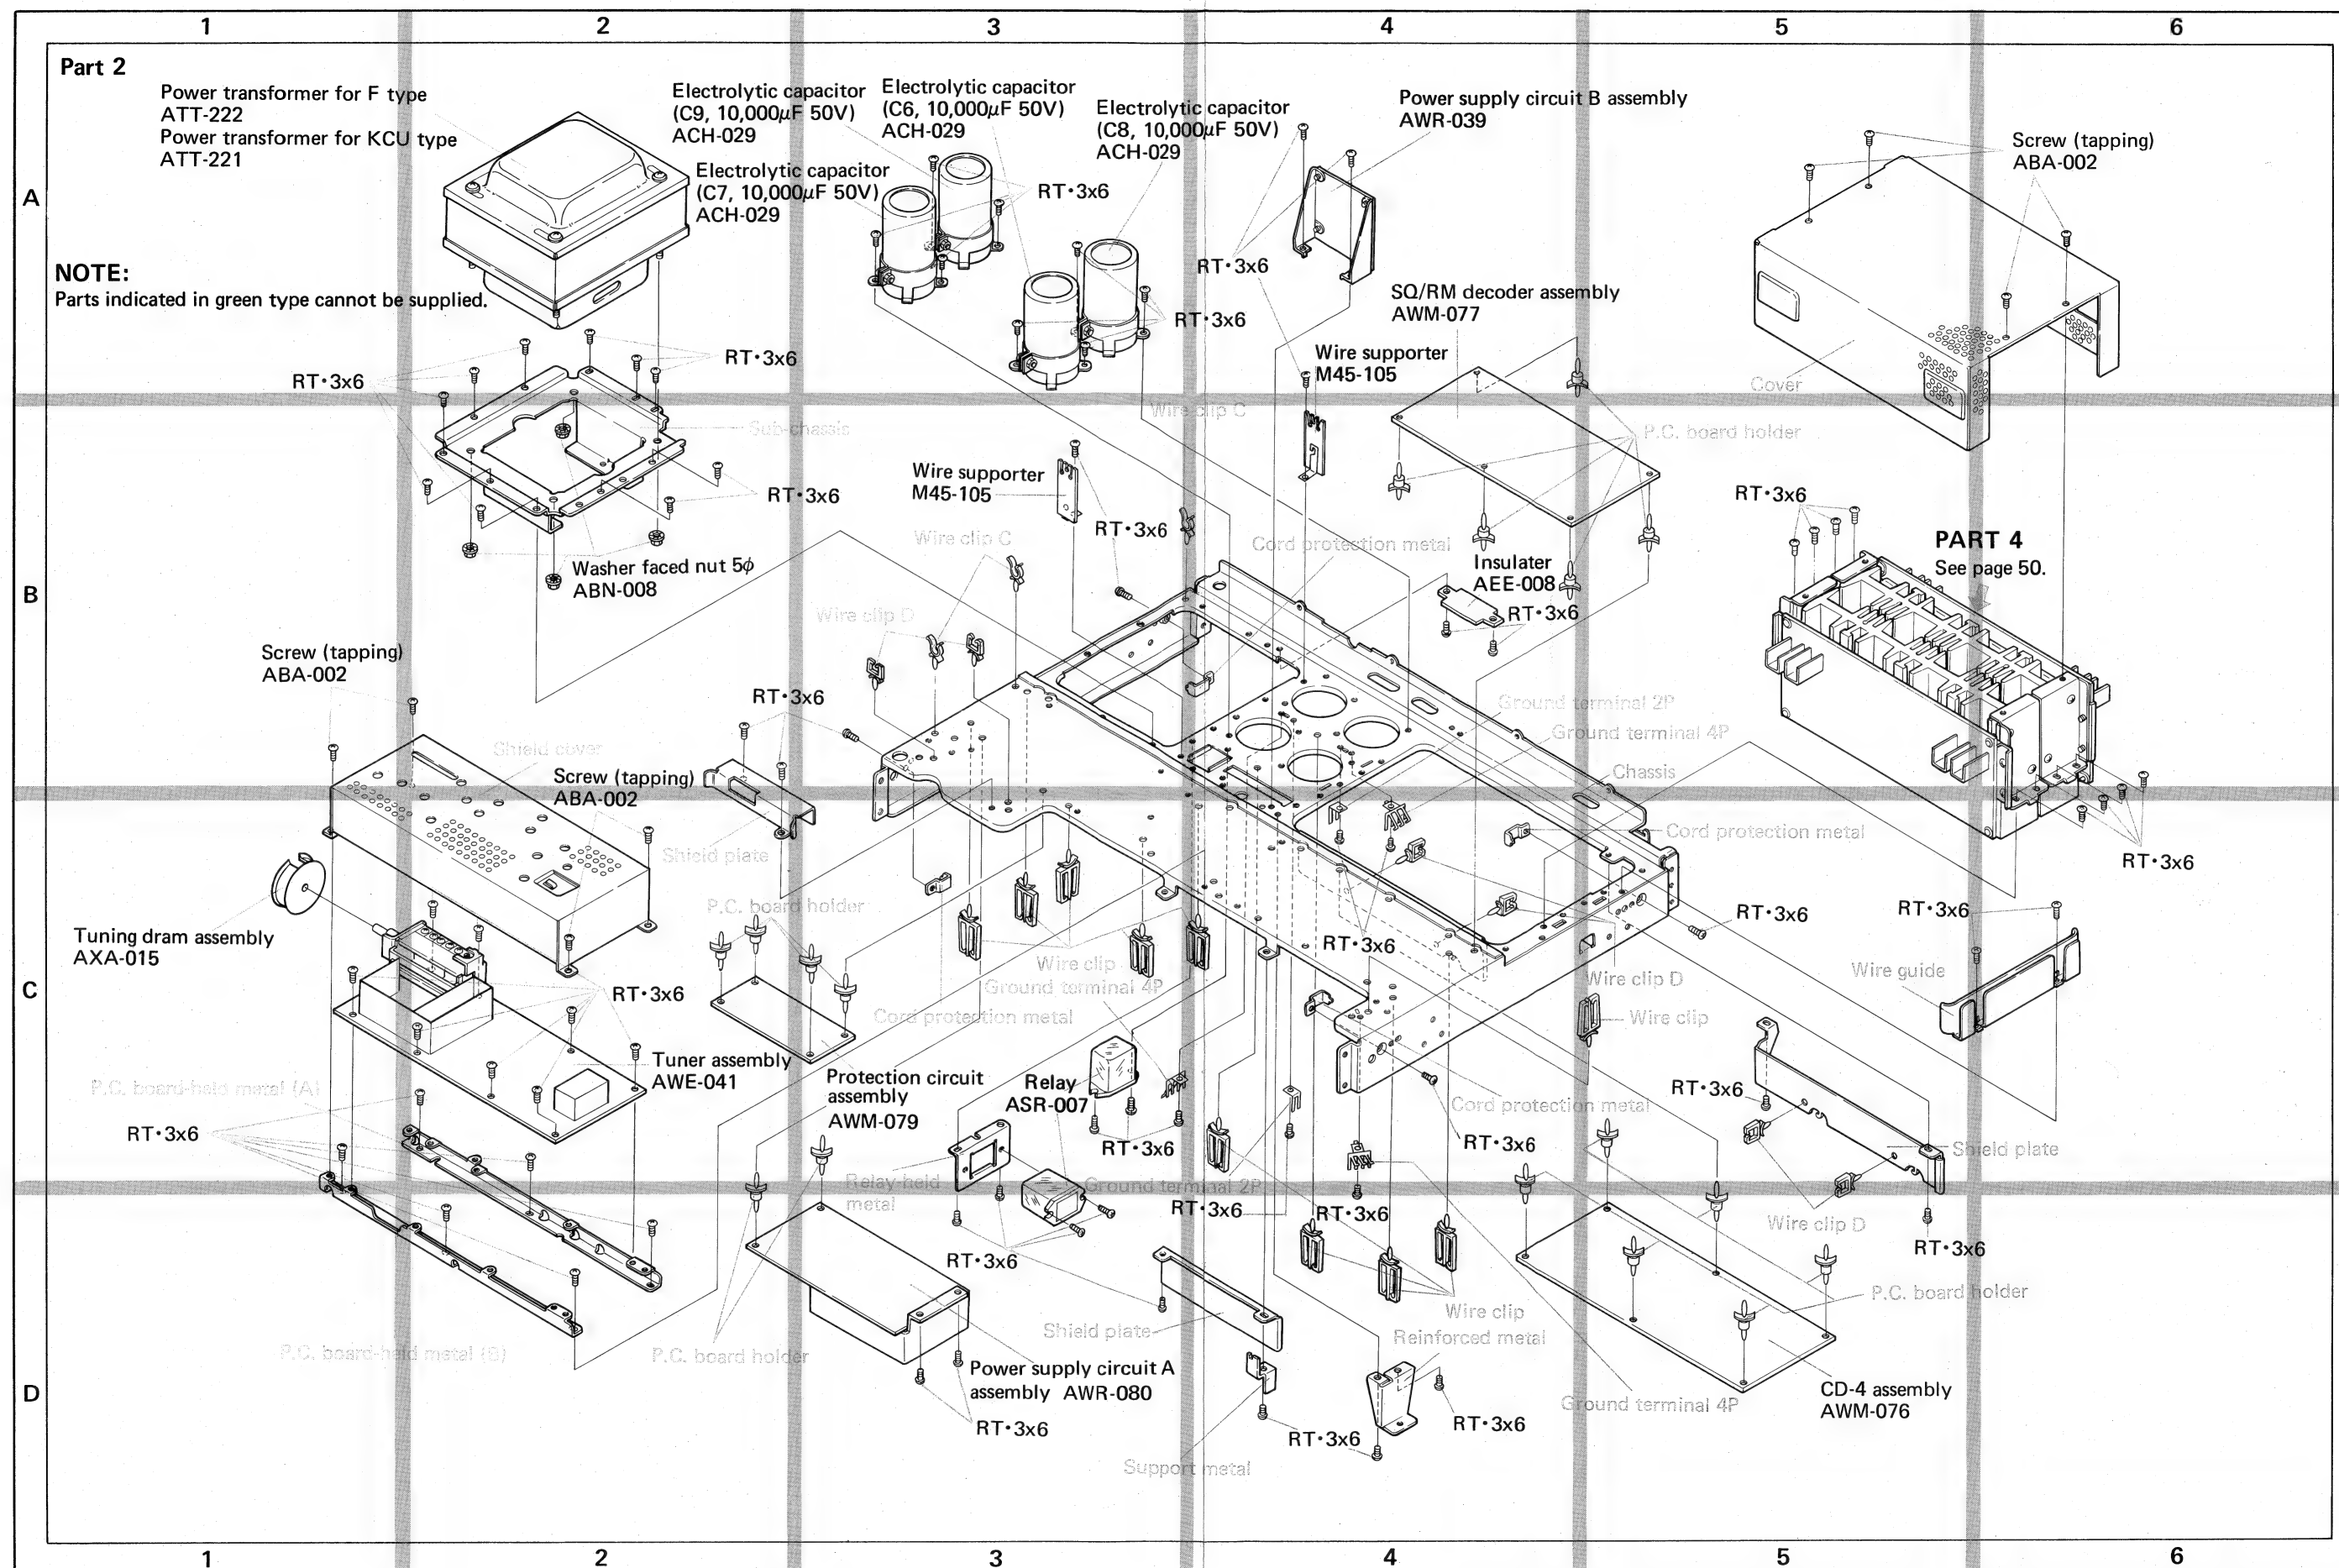 1 2 3 4 5 6
Part 2
Power transformer for F type
ATT-222
Power transformer for KCU type
ATT-221
Electrolytic capacitor
(C9, 10,000µF 50V)
ACH-029
Electrolytic capacitor
(C6, 10,000µF 50V)
ACH-029
Electrolytic capacitor
(C8, 10,000µF 50V)
ACH-029
Electrolytic capacitor
(C7, 10,000µF 50V)
ACH-029
RT•3x6
Power supply circuit B assembly
AWR-039
Screw (tapping)
ABA-002
A
NOTE:
Parts indicated in green type cannot be supplied.
RT•3x6
RT•3x6
SQ/RM decoder assembly
AWM-077
Wire supporter
M45-105
RT•3x6
RT•3x6
Cover
Wire clip C
Sub-chassis
P.C. board holder
Wire supporter
M45-105
RT•3x6
RT•3x6
RT•3x6
Wire clip C
Cord protection metal
PART 4
See page 50.
Washer faced nut 5ϕ
ABN-008
Insulater
AEE-008
RT•3x6
B
Wire clip D
Screw (tapping)
ABA-002
RT•3x6
Ground terminal 2P
Ground terminal 4P
Shield cover
Screw (tapping)
ABA-002
Chassis
Shield plate
Cord protection metal
RT•3x6
P.C. board holder
RT•3x6
RT•3x6
Tuning dram assembly
AXA-015
RT•3x6
Wire clip
Ground terminal 4P
Wire clip D
Wire guide
C
RT•3x6
Cord protection metal
Wire clip
Tuner assembly
AWE-041
Protection circuit
assembly
AWM-079
Relay
ASR-007
RT•3x6
P.C. board-held metal (A)
Cord protection metal
RT•3x6
RT•3x6
RT•3x6
Shield plate
Relay-held
metal
Ground terminal 2P
RT•3x6
RT•3x6
Wire clip D
RT•3x6
RT•3x6
P.C. board holder
Wire clip
Shield plate
Reinforced metal
P.C. board-held metal (B)
P.C. board holder
Power supply circuit A
assembly AWR-080
CD-4 assembly
AWM-076
D
Ground terminal 4P
RT•3x6
RT•3x6
RT•3x6
Support metal
1 2 3 4 5 6